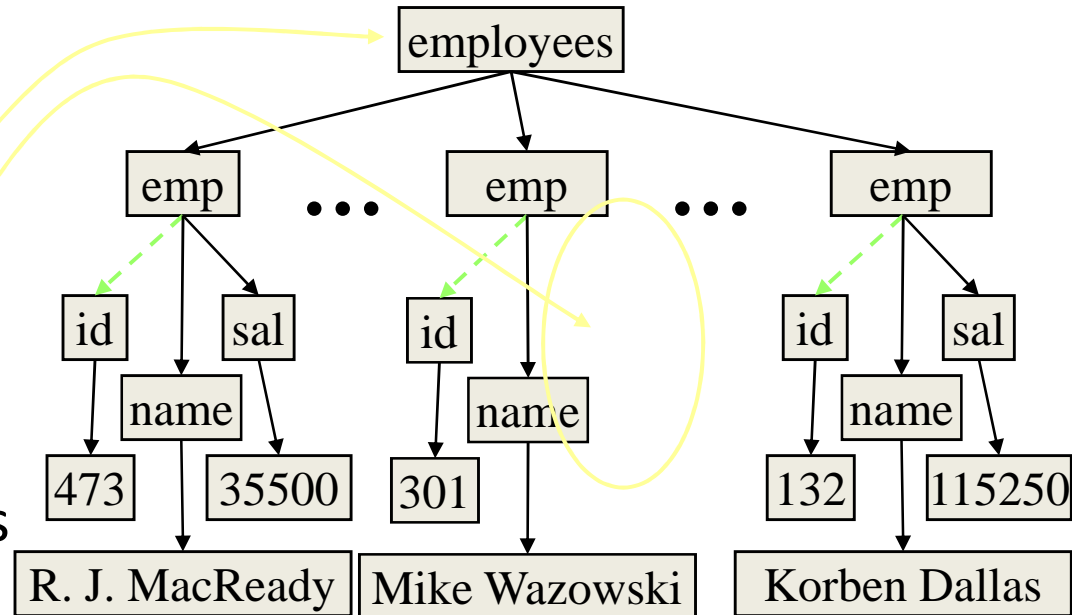 employees
emp ••• emp ••• emp
id sal id id sal
name name name
473 35500 301 132 115250
s
R. J. MacReady Mike Wazowski Korben Dallas